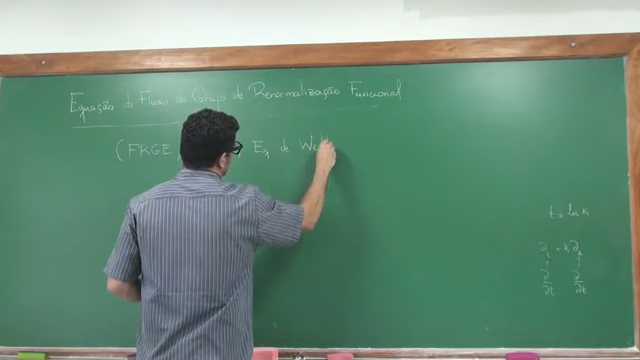 Equação do Fluxo do Grupo de Renormalização Funcional
(FRGE, Eq. de
t = ln k
∂ₜ = k ∂ₖ
∂/∂t ∂/∂k